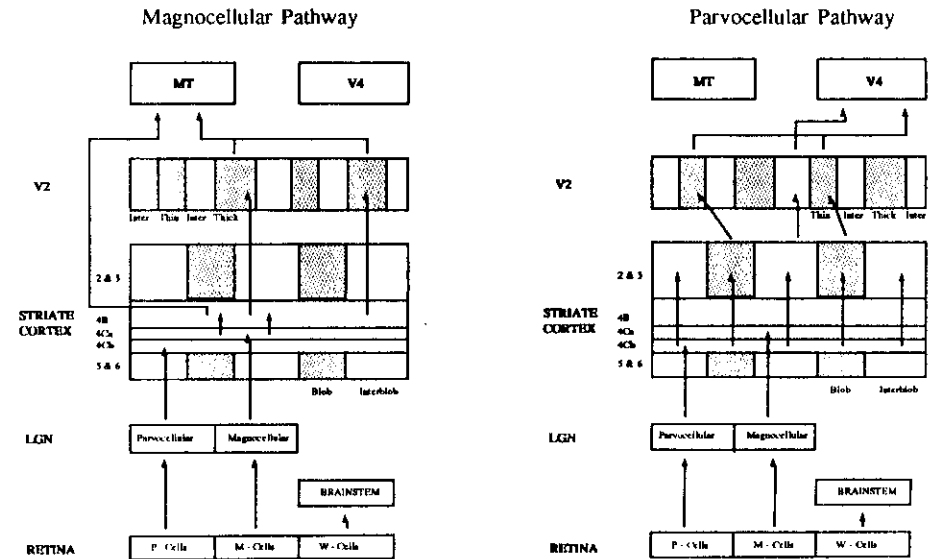 Magnocellular Pathway
MT
V4
V2
Inter Thin Inter Thick
2 & 3
STRIATE
CORTEX
4B
4Ca
4Cb
5 & 6
Blob Interblob
LGN
Parvocellular Magnocellular
BRAINSTEM
RETINA
P - Cells M - Cells W - Cells
Parvocellular Pathway
MT
V4
V2
Thin Inter Thick Inter
2 & 3
STRIATE
CORTEX
4B
4Ca
4Cb
5 & 6
Blob Interblob
LGN
Parvocellular Magnocellular
BRAINSTEM
RETINA
P - Cells M - Cells W - Cells